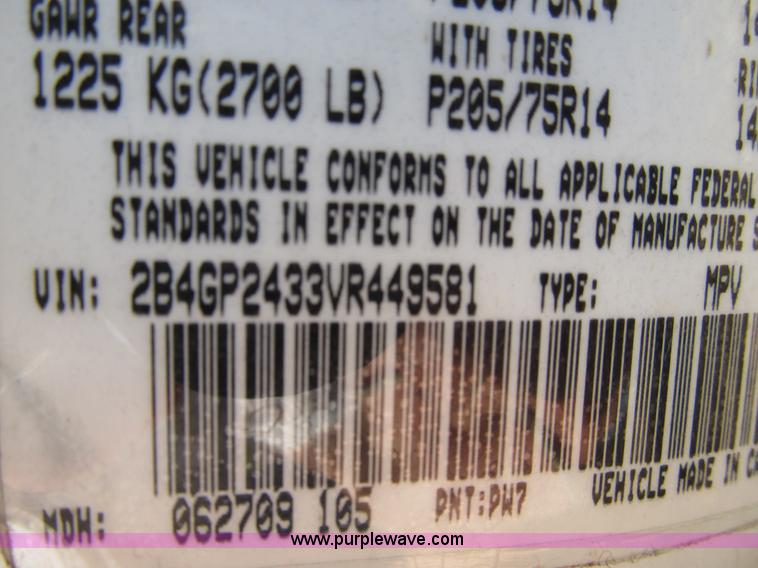 GAWR REAR
WITH TIRES
1225 KG(2700 LB) P205/75R14
THIS VEHICLE CONFORMS TO ALL APPLICABLE FEDERAL
STANDARDS IN EFFECT ON THE DATE OF MANUFACTURE
VIN: 2B4GP2433VR449581 TYPE: MPV
VEHICLE MADE IN
MDH: 062709 105 PNT:PW7
www.purplewave.com